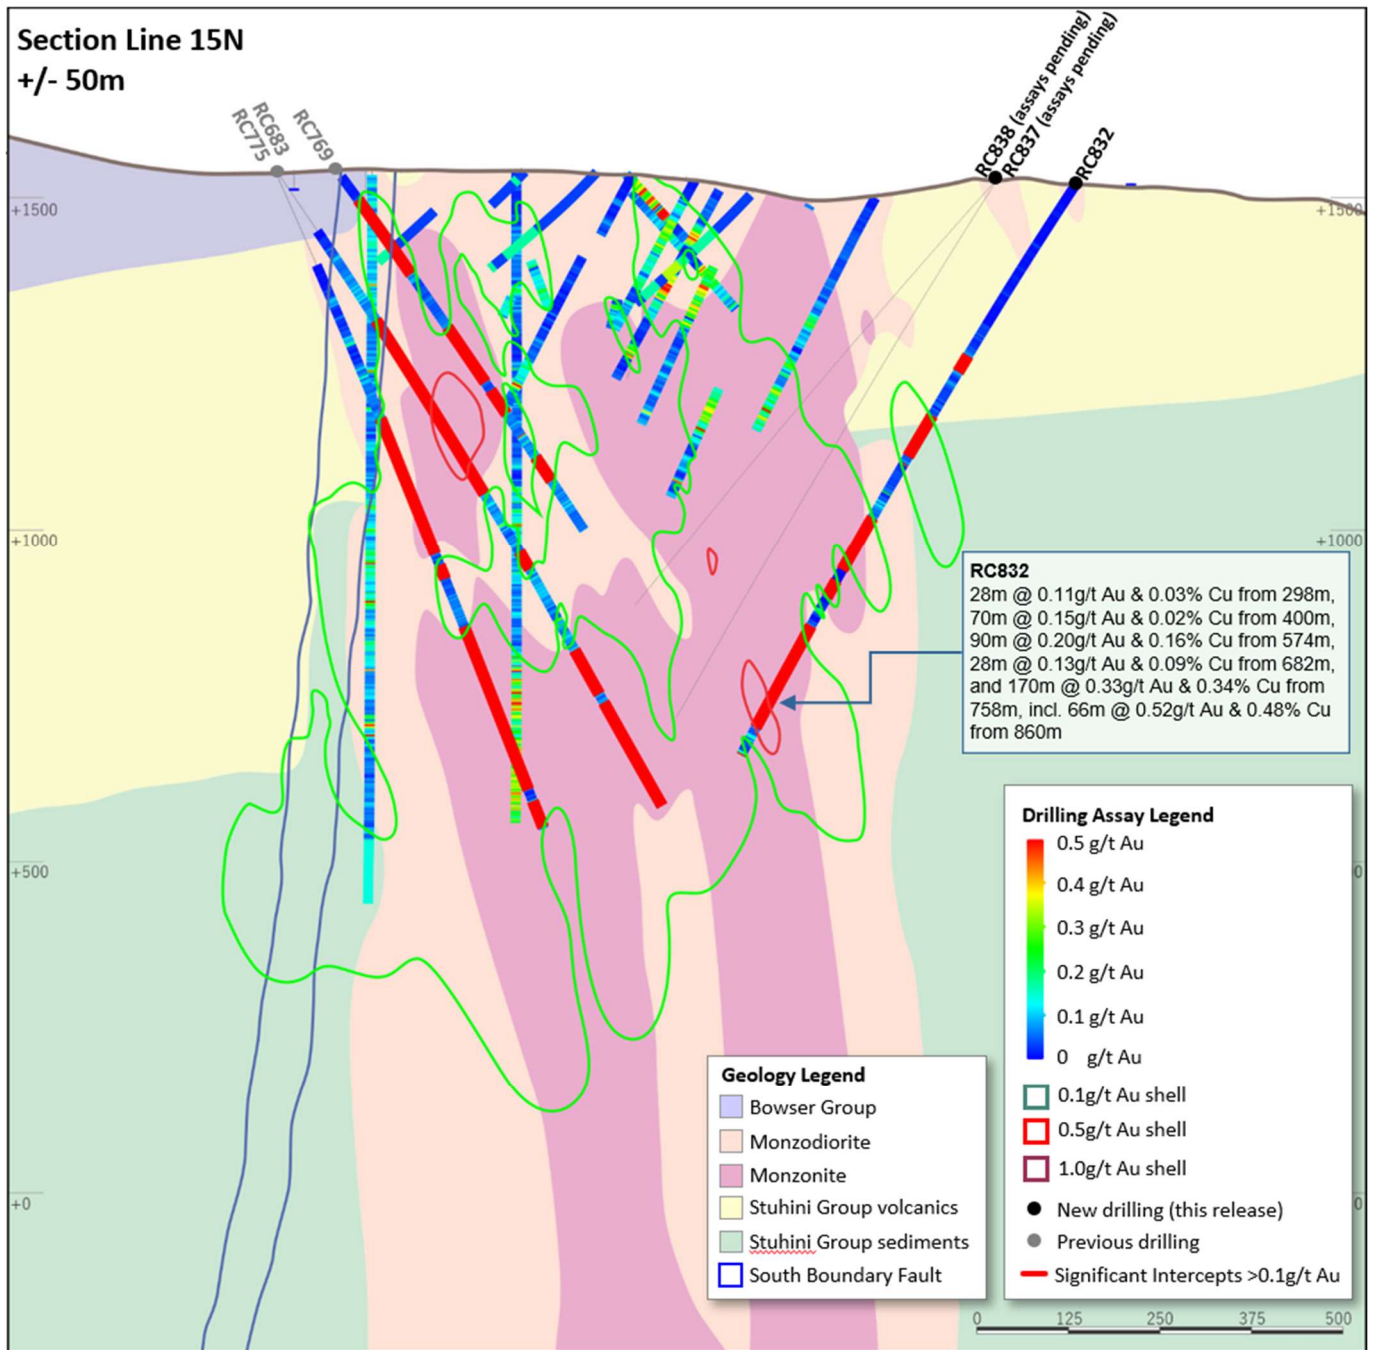 Section Line 15N
+/- 50m
RC775
RC683
RC769
RC838 (assays pending)
RC837 (assays pending)
RC832
+1500
+1500
+1000
+1000
RC832
28m @ 0.11g/t Au & 0.03% Cu from 298m,
70m @ 0.15g/t Au & 0.02% Cu from 400m,
90m @ 0.20g/t Au & 0.16% Cu from 574m,
28m @ 0.13g/t Au & 0.09% Cu from 682m,
and 170m @ 0.33g/t Au & 0.34% Cu from
758m, incl. 66m @ 0.52g/t Au & 0.48% Cu
from 860m
+500
0
+0
0
Drilling Assay Legend
0.5 g/t Au
0.4 g/t Au
0.3 g/t Au
0.2 g/t Au
0.1 g/t Au
0 g/t Au
0.1g/t Au shell
0.5g/t Au shell
1.0g/t Au shell
New drilling (this release)
Previous drilling
Significant Intercepts >0.1g/t Au
Geology Legend
Bowser Group
Monzodiorite
Monzonite
Stuhini Group volcanics
Stuhini Group sediments
South Boundary Fault
0 125 250 375 500